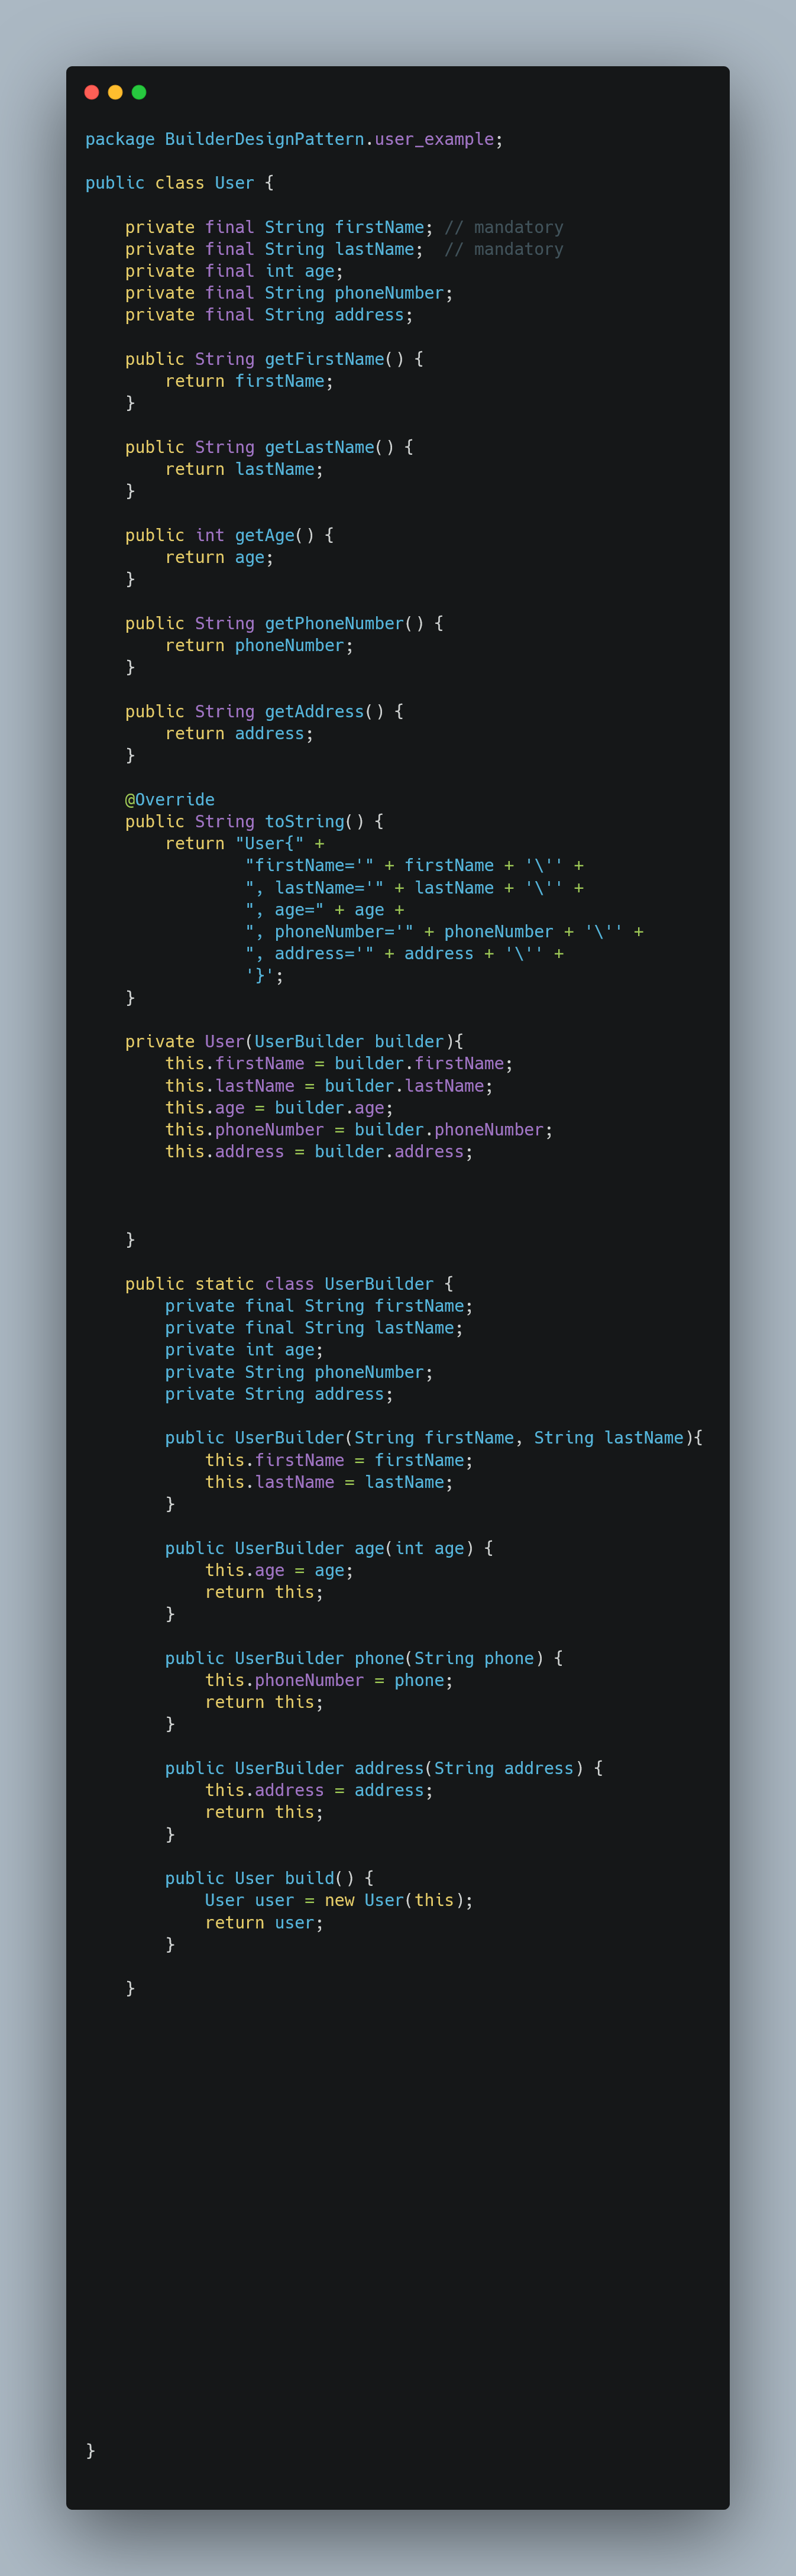 package BuilderDesignPattern.user_example;

public class User {

    private final String firstName; // mandatory
    private final String lastName;  // mandatory
    private final int age;
    private final String phoneNumber;
    private final String address;

    public String getFirstName() {
        return firstName;
    }

    public String getLastName() {
        return lastName;
    }

    public int getAge() {
        return age;
    }

    public String getPhoneNumber() {
        return phoneNumber;
    }

    public String getAddress() {
        return address;
    }

    @Override
    public String toString() {
        return "User{" +
                "firstName='" + firstName + '\'' +
                ", lastName='" + lastName + '\'' +
                ", age=" + age +
                ", phoneNumber='" + phoneNumber + '\'' +
                ", address='" + address + '\'' +
                '}';
    }

    private User(UserBuilder builder){
        this.firstName = builder.firstName;
        this.lastName = builder.lastName;
        this.age = builder.age;
        this.phoneNumber = builder.phoneNumber;
        this.address = builder.address;

    }

    public static class UserBuilder {
        private final String firstName;
        private final String lastName;
        private int age;
        private String phoneNumber;
        private String address;

        public UserBuilder(String firstName, String lastName){
            this.firstName = firstName;
            this.lastName = lastName;
        }

        public UserBuilder age(int age) {
            this.age = age;
            return this;
        }

        public UserBuilder phone(String phone) {
            this.phoneNumber = phone;
            return this;
        }

        public UserBuilder address(String address) {
            this.address = address;
            return this;
        }

        public User build() {
            User user = new User(this);
            return user;
        }

    }

}